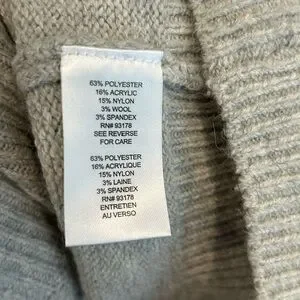 63% POLYESTER
16% ACRYLIC
15% NYLON
3% WOOL
3% SPANDEX
RN# 93178
SEE REVERSE
FOR CARE
63% POLYESTER
16% ACRYLIQUE
15% NYLON
3% LAINE
3% SPANDEX
RN# 93178
ENTRETIEN
AU VERSO